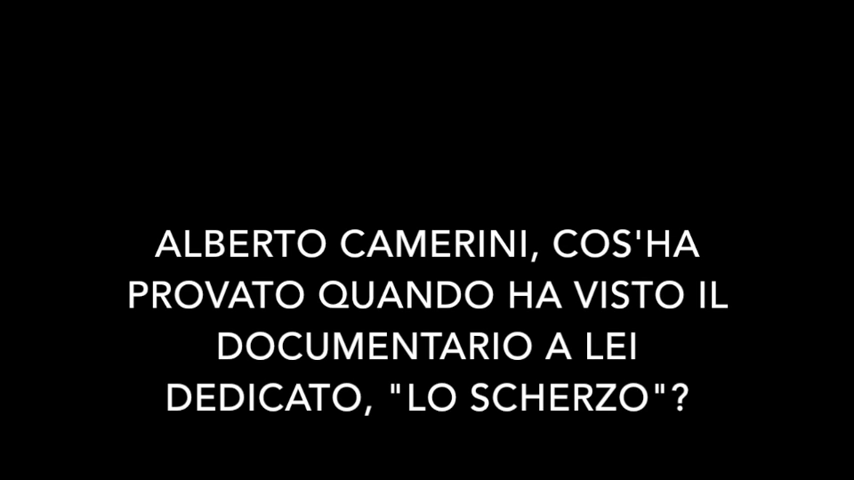 ALBERTO CAMERINI, COS'HA
PROVATO QUANDO HA VISTO IL
DOCUMENTARIO A LEI
DEDICATO, "LO SCHERZO"?